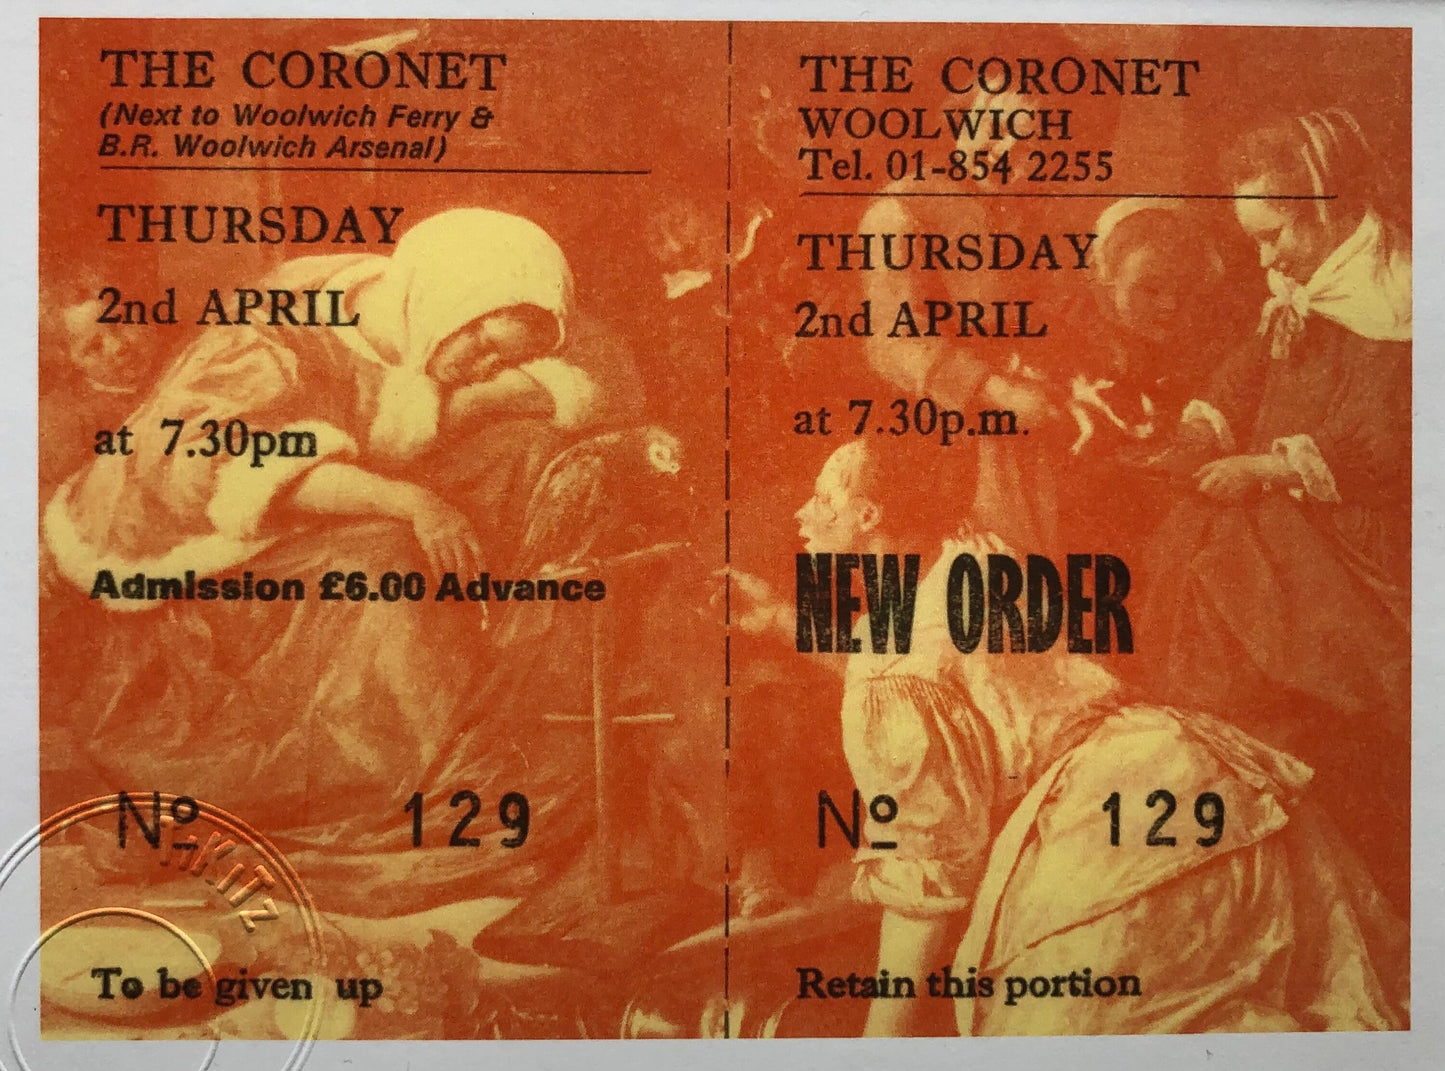 THE CORONET
(Next to Woolwich Ferry &
B.R. Woolwich Arsenal)
THURSDAY
2nd APRIL
at 7.30pm
Admission £6.00 Advance
Nº 129
To be given up
THE CORONET
WOOLWICH
Tel. 01-854 2255
THURSDAY
2nd APRIL
at 7.30p.m.
NEW ORDER
Nº 129
Retain this portion